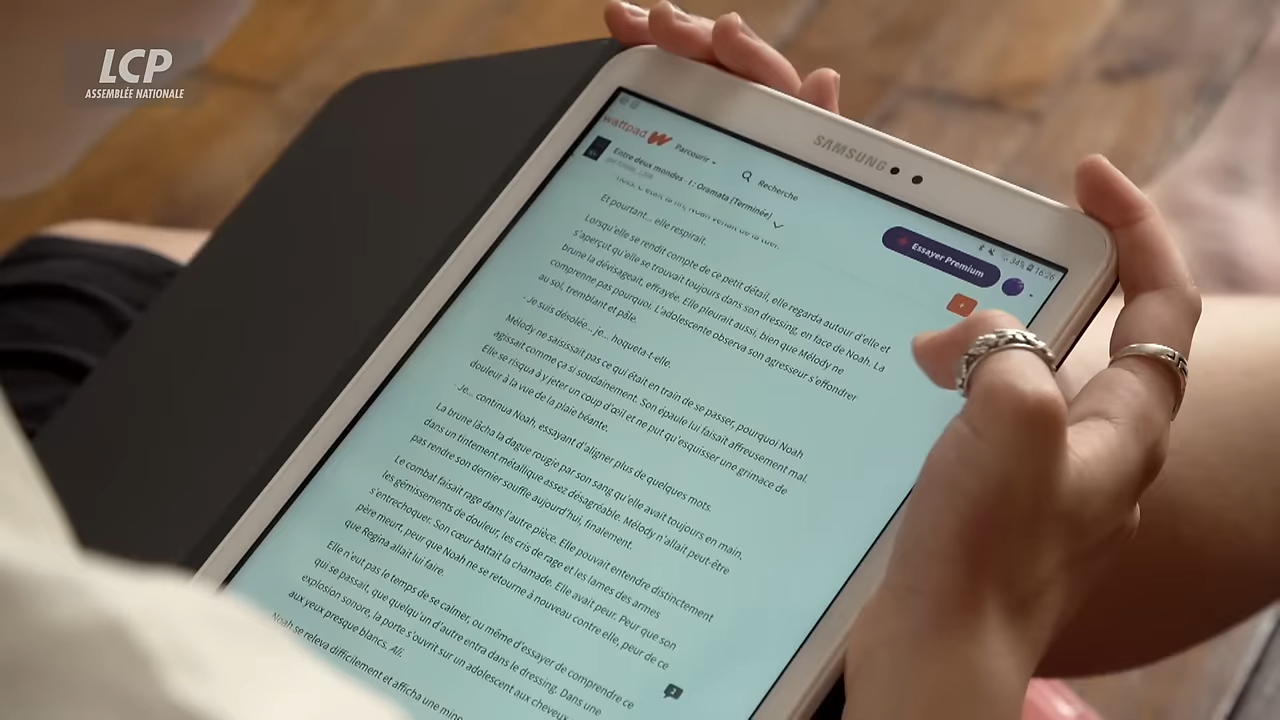 LCP
ASSEMBLÉE NATIONALE
SAMSUNG
34% 16:26
wattpad
Parcourir
Recherche
Entre deux mondes - I : Oramata (Terminée)
Essayer Premium
Et pourtant... elle respirait.
Lorsqu'elle se rendit compte de ce petit détail, elle regarda autour d'elle et
s'aperçut qu'elle se trouvait toujours dans son dressing, en face de Noah. La
brune la dévisageait, effrayée. Elle pleurait aussi, bien que Mélody ne
comprenne pas pourquoi. L'adolescente observa son agresseur s'effondrer
au sol, tremblant et pâle.
- Je suis désolée... je... hoqueta-t-elle.
Mélody ne saisissait pas ce qui était en train de se passer, pourquoi Noah
agissait comme ça si soudainement. Son épaule lui faisait affreusement mal.
Elle se risqua à y jeter un coup d'œil et ne put qu'esquisser une grimace de
douleur à la vue de la plaie béante.
- Je... continua Noah, essayant d'aligner plus de quelques mots.
La brune lâcha la dague rougie par son sang qu'elle avait toujours en main,
dans un tintement métallique assez désagréable. Mélody n'allait peut-être
pas rendre son dernier souffle aujourd'hui, finalement.
Le combat faisait rage dans l'autre pièce. Elle pouvait entendre distinctement
les gémissements de douleur, les cris de rage et les lames des armes
s'entrechoquer. Son cœur battait la chamade. Elle avait peur. Peur que son
père meurt, peur que Noah ne se retourne à nouveau contre elle, peur de ce
que Regina allait lui faire.
Elle n'eut pas le temps de se calmer, ou même d'essayer de comprendre ce
qui se passait, que quelqu'un d'autre entra dans le dressing. Dans une
explosion sonore, la porte s'ouvrit sur un adolescent aux cheveux
aux yeux presque blancs. Ali.
Noah se releva difficilement et afficha une mine